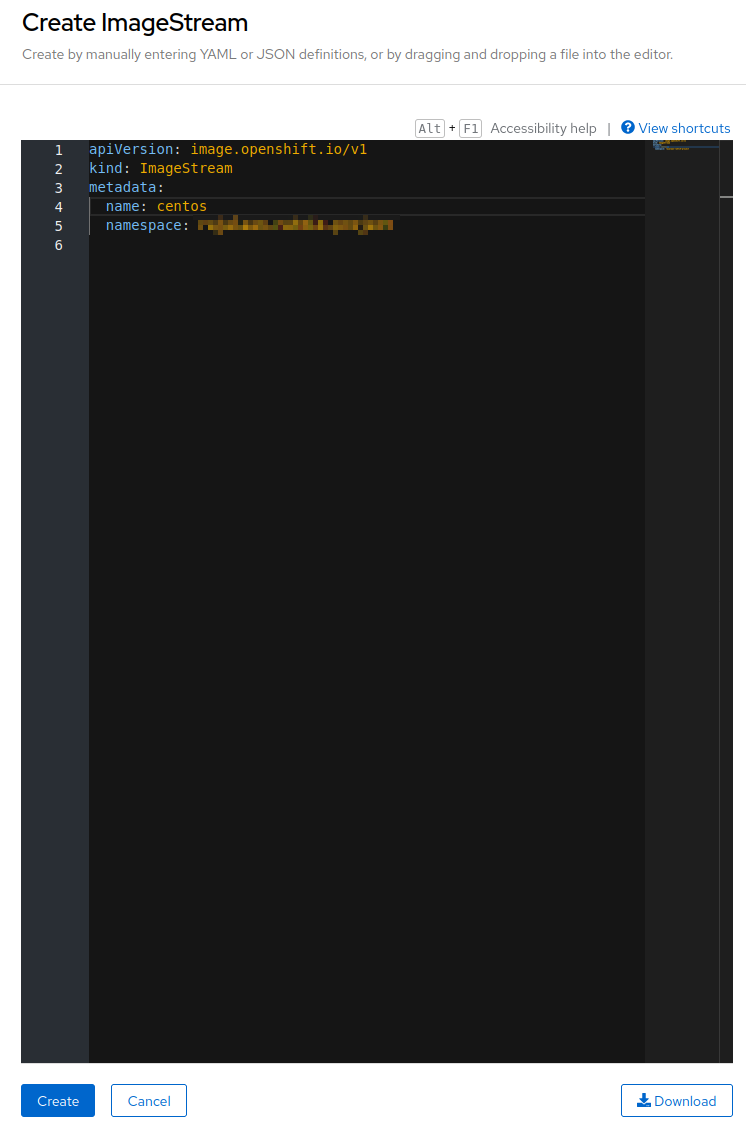 Create ImageStream
Create by manually entering YAML or JSON definitions, or by dragging and dropping a file into the editor.
Alt + F1 Accessibility help | View shortcuts
1 apiVersion: image.openshift.io/v1
2 kind: ImageStream
3 metadata:
4 name: centos
5 namespace:
6
Create Cancel Download